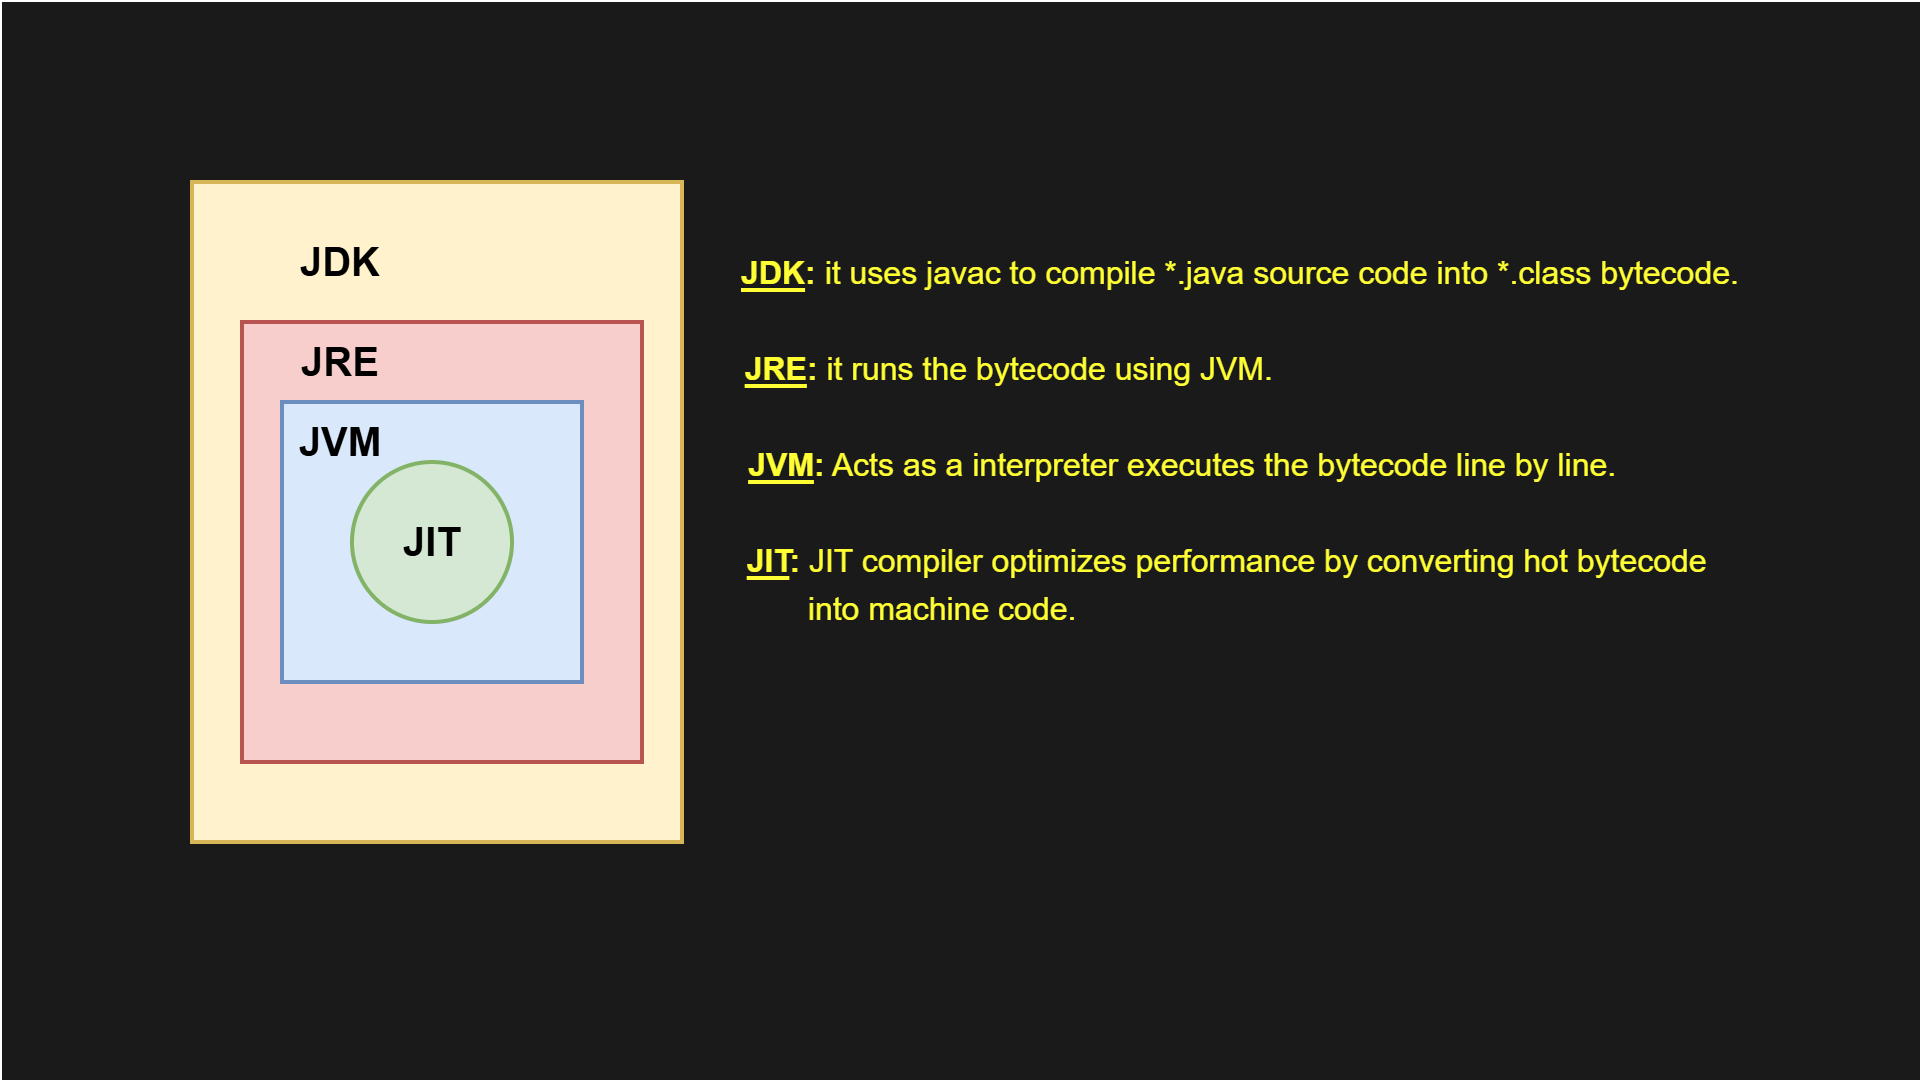 JDK
JRE
JVM
JIT
JDK: it uses javac to compile *.java source code into *.class bytecode.
JRE: it runs the bytecode using JVM.
JVM: Acts as a interpreter executes the bytecode line by line.
JIT: JIT compiler optimizes performance by converting hot bytecode
into machine code.